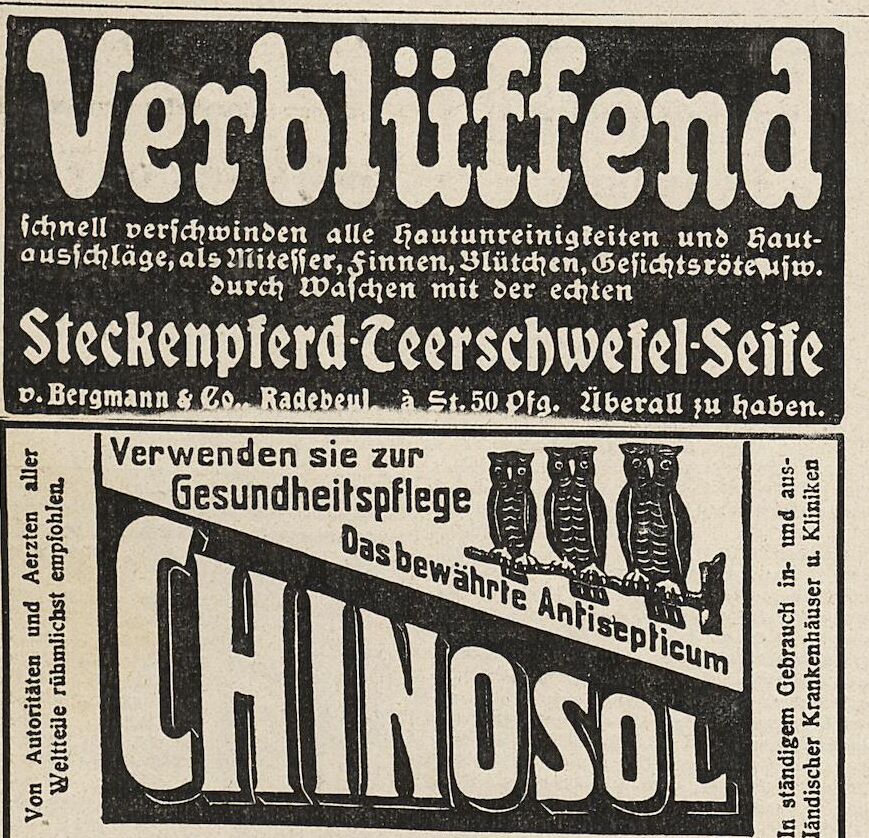 Verblüffend
schnell verschwinden alle Hautunreinigkeiten und Haut-
ausschläge, als Mitesser, Finnen, Blütchen, Gesichtsröte usw.
durch Waschen mit der echten
Steckenpferd-Teerschwefel-Seife
v. Bergmann & Co., Radebeul à St. 50 Pfg. Überall zu haben.
Von Autoritäten und Aerzten aller
Weltteile rühmlichst empfohlen.
Verwenden sie zur
Gesundheitspflege
Das bewährte Antisepticum
CHINOSOL
In ständigem Gebrauch in- und aus-
ländischer Krankenhäuser u. Kliniken